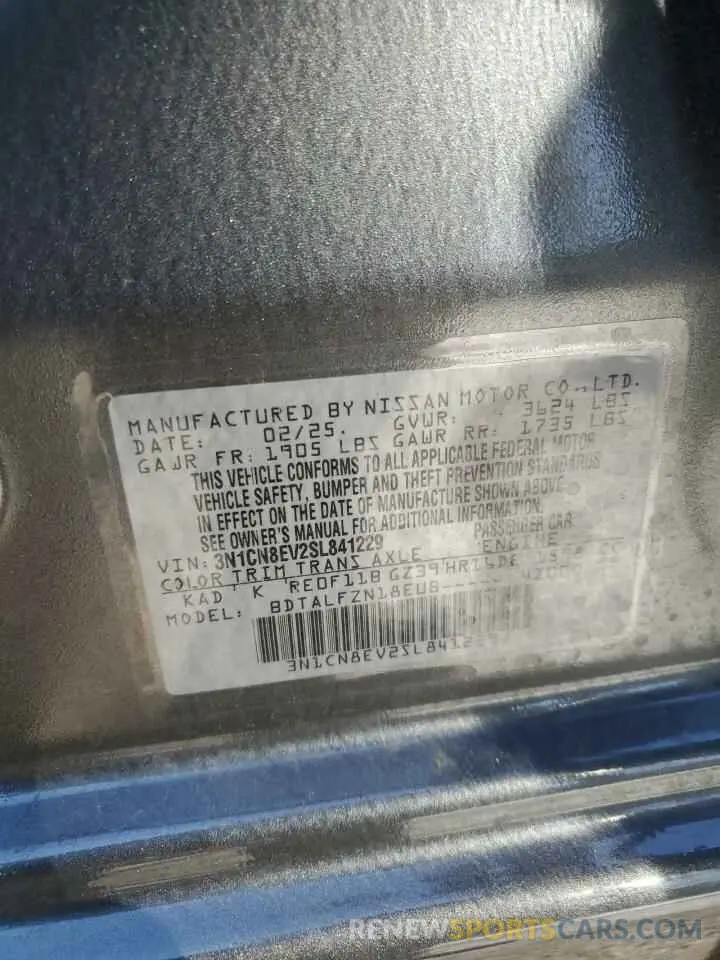 MANUFACTURED BY NISSAN MOTOR CO.,LTD.
DATE: 02/25. GVWR: 3624 LBS
GAWR FR: 1905 LBS GAWR RR: 1735 LBS
THIS VEHICLE CONFORMS TO ALL APPLICABLE FEDERAL MOTOR
VEHICLE SAFETY, BUMPER AND THEFT PREVENTION STANDARDS
IN EFFECT ON THE DATE OF MANUFACTURE SHOWN ABOVE
SEE OWNER'S MANUAL FOR ADDITIONAL INFORMATION.
VIN: 3N1CN8EV2SL841229 PASSENGER CAR
COLOR TRIM TRANS AXLE ENGINE
KAD K RE0F11B GZ39 HR16DE
MODEL: BDTALFZN18EU8-----
3N1CN8EV2SL8412
RENEWSPORTSCARS.COM